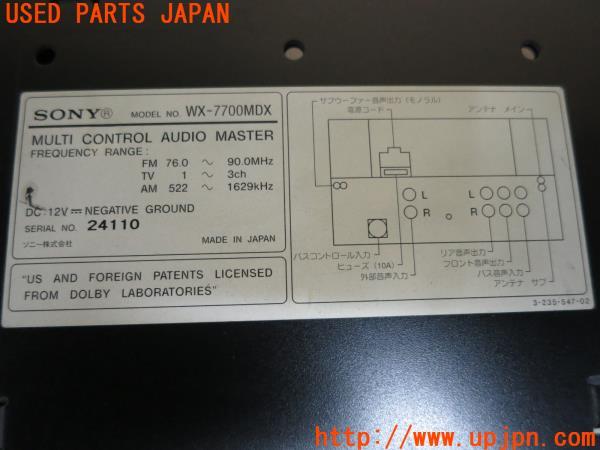 USED PARTS JAPAN
SONY® MODEL NO. WX-7700MDX
MULTI CONTROL AUDIO MASTER
FREQUENCY RANGE:
FM 76.0 ~ 90.0MHz
TV 1 ~ 3ch
AM 522 ~ 1629kHz
DC 12V NEGATIVE GROUND
SERIAL NO. 24110
ソニー株式会社 MADE IN JAPAN
"US AND FOREIGN PATENTS LICENSED
FROM DOLBY LABORATORIES"
サブウーファー音声出力(モノラル)
電源コード
アンテナ メイン
L L
R R
バスコントロール入力
ヒューズ (10A)
外部音声入力
リア音声出力
フロント音声出力
バス音声入力
アンテナ サブ
3-235-547-02
http://www.upjpn.com/